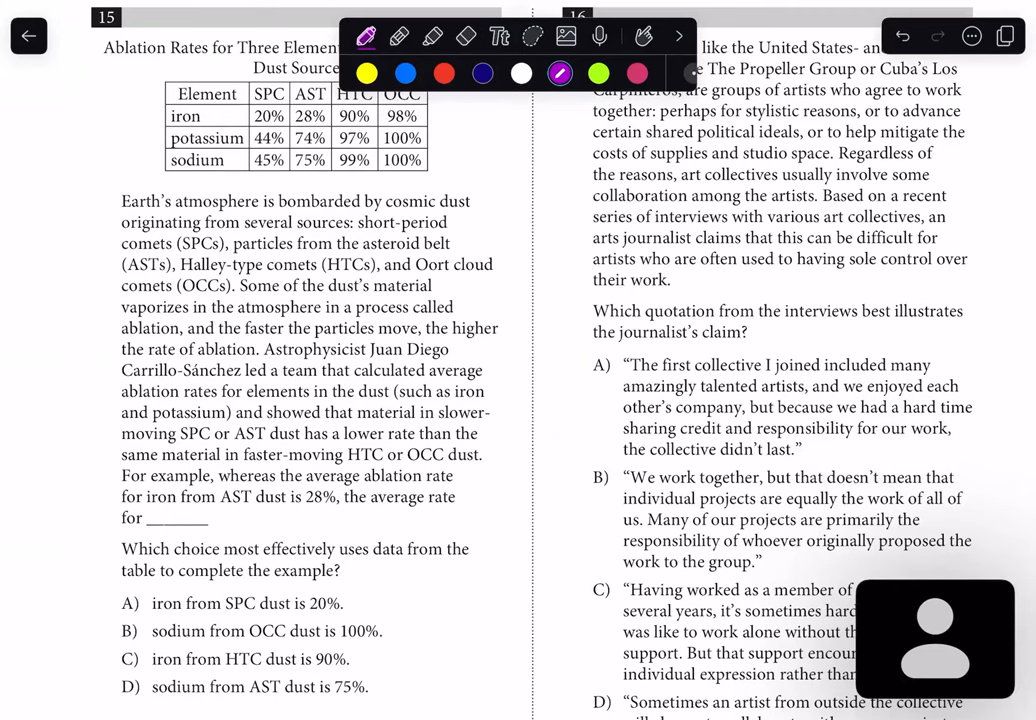 15
Ablation Rates for Three Elemen
Dust Source
Element SPC AST HTC OCC
iron 20% 28% 90% 98%
potassium 44% 74% 97% 100%
sodium 45% 75% 99% 100%
Earth’s atmosphere is bombarded by cosmic dust
originating from several sources: short-period
comets (SPCs), particles from the asteroid belt
(ASTs), Halley-type comets (HTCs), and Oort cloud
comets (OCCs). Some of the dust’s material
vaporizes in the atmosphere in a process called
ablation, and the faster the particles move, the higher
the rate of ablation. Astrophysicist Juan Diego
Carrillo-Sánchez led a team that calculated average
ablation rates for elements in the dust (such as iron
and potassium) and showed that material in slower-
moving SPC or AST dust has a lower rate than the
same material in faster-moving HTC or OCC dust.
For example, whereas the average ablation rate
for iron from AST dust is 28%, the average rate
for _______
Which choice most effectively uses data from the
table to complete the example?
A) iron from SPC dust is 20%.
B) sodium from OCC dust is 100%.
C) iron from HTC dust is 90%.
D) sodium from AST dust is 75%.
16
Tt
like the United States- an
The Propeller Group or Cuba’s Los
Carpinteros, are groups of artists who agree to work
together: perhaps for stylistic reasons, or to advance
certain shared political ideals, or to help mitigate the
costs of supplies and studio space. Regardless of
the reasons, art collectives usually involve some
collaboration among the artists. Based on a recent
series of interviews with various art collectives, an
arts journalist claims that this can be difficult for
artists who are often used to having sole control over
their work.
Which quotation from the interviews best illustrates
the journalist’s claim?
A) “The first collective I joined included many
amazingly talented artists, and we enjoyed each
other’s company, but because we had a hard time
sharing credit and responsibility for our work,
the collective didn’t last.”
B) “We work together, but that doesn’t mean that
individual projects are equally the work of all of
us. Many of our projects are primarily the
responsibility of whoever originally proposed the
work to the group.”
C) “Having worked as a member of
several years, it’s sometimes hard
was like to work alone without th
support. But that support encour
individual expression rather than
D) “Sometimes an artist from outside the collective